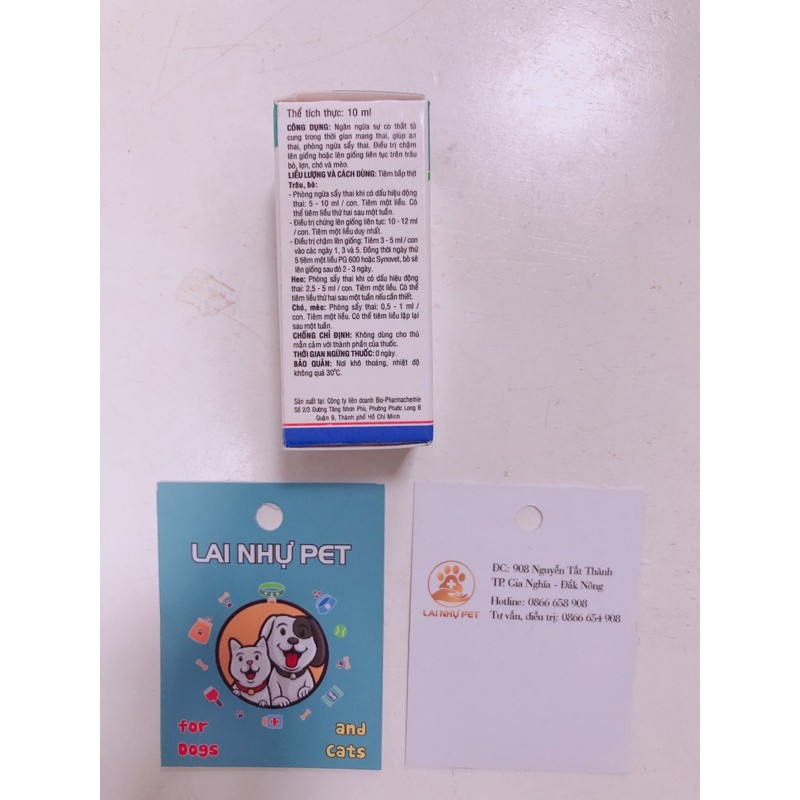 Thể tích thực: 10 ml
CÔNG DỤNG: Ngăn ngừa sự co thắt tử
cung trong thời gian mang thai, giúp an
thai, phòng ngừa sẩy thai. Điều trị chậm
lên giống hoặc lên giống liên tục trên trâu
bò, lợn, chó và mèo.
LIỀU LƯỢNG VÀ CÁCH DÙNG: Tiêm bắp thịt
Trâu, bò:
- Phòng ngừa sẩy thai khi có dấu hiệu động
thai: 5 - 10 ml / con. Tiêm một liều. Có
thể tiêm liều thứ hai sau một tuần.
- Điều trị chứng lên giống liên tục: 10 - 12 ml
/ con. Tiêm một liều duy nhất.
- Điều trị chậm lên giống: Tiêm 3 - 5 ml / con
vào các ngày 1, 3 và 5. Đồng thời ngày thứ
5 tiêm một liều PG 600 hoặc Synovet, bò sẽ
lên giống sau đó 2 - 3 ngày.
Heo: Phòng sẩy thai khi có dấu hiệu động
thai: 2,5 - 5 ml / con. Tiêm một liều. Có thể
tiêm liều thứ hai sau một tuần nếu cần thiết.
Chó, mèo: Phòng sẩy thai: 0,5 - 1 ml /
con. Tiêm một liều. Có thể tiêm liều lặp lại
sau một tuần.
CHỐNG CHỈ ĐỊNH: Không dùng cho thú
mẫn cảm với thành phần của thuốc.
THỜI GIAN NGỪNG THUỐC: 0 ngày.
BẢO QUẢN: Nơi khô thoáng, nhiệt độ
không quá 30°C.
Sản xuất tại: Công ty liên doanh Bio-Pharmachemie
Số 2/3 Đường Tăng Nhơn Phú, Phường Phước Long B
Quận 9, Thành phố Hồ Chí Minh
LAI NHỰ PET
for and
Dogs Cats
LAI NHỰ PET
ĐC: 908 Nguyễn Tất Thành
TP. Gia Nghĩa - Đắk Nông
Hotline: 0866 658 908
Tư vấn, điều trị: 0866 654 908